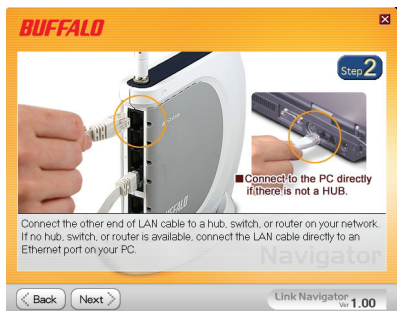 BUFFALO
Step 2
■ Connect to the PC directly
if there is not a HUB.
BUFFALO
Connect the other end of LAN cable to a hub, switch, or router on your network.
If no hub, switch, or router is available, connect the LAN cable directly to an
Ethernet port on your PC.
Navigator
Back
Next
Link Navigator
Ver 1.00